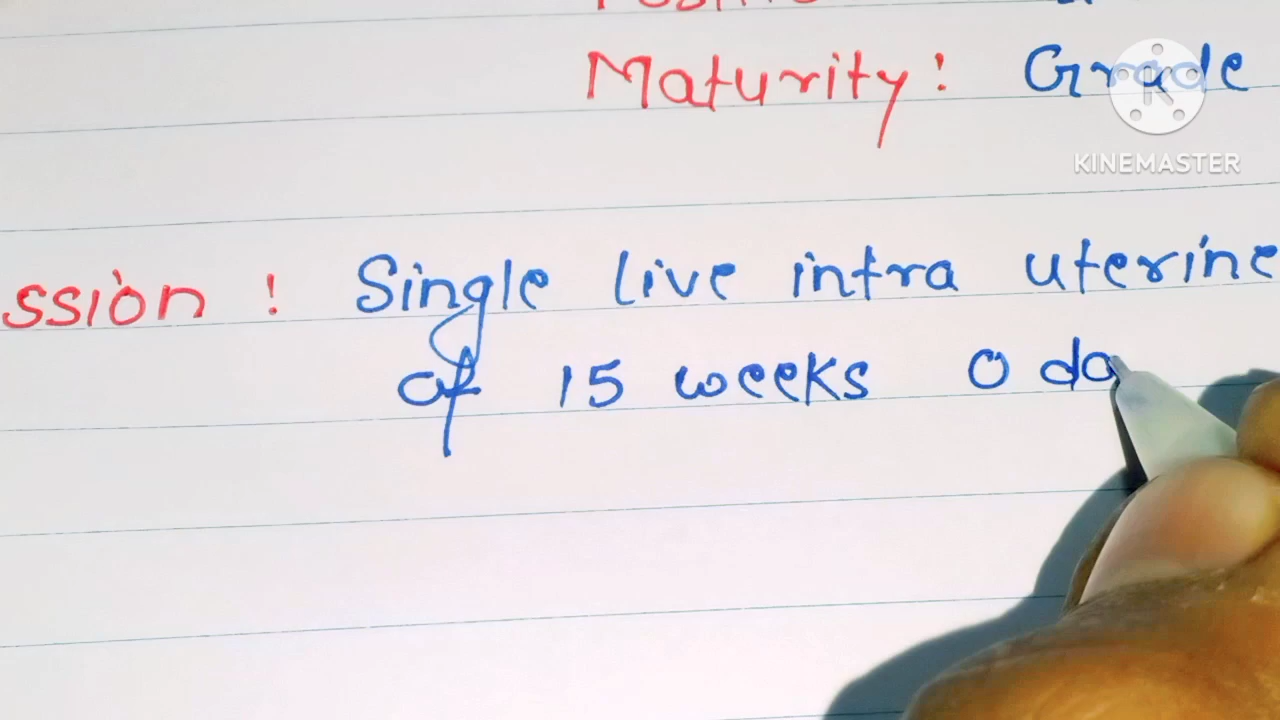 Maturity : Grade
KINEMASTER
ssion : Single live intra uterine
of 15 weeks 0 da